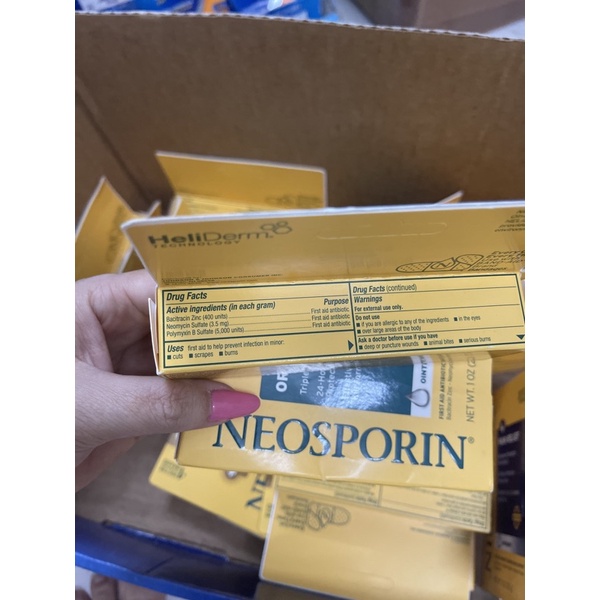 HeliDerm
TECHNOLOGY
Drug Facts
Active ingredients (in each gram) Purpose
Bacitracin Zinc (400 units) First aid antibiotic
Neomycin Sulfate (3.5 mg) First aid antibiotic
Polymyxin B Sulfate (5,000 units) First aid antibiotic
Uses first aid to help prevent infection in minor:
■ cuts ■ scrapes ■ burns
Drug Facts (continued)
Warnings
For external use only.
Do not use
■ if you are allergic to any of the ingredients ■ in the eyes
■ over large areas of the body.
Ask a doctor before use if you have
■ deep or puncture wounds ■ animal bites ■ serious burns
OR
Triple
24-Ho
FIRST AID ANTIBIOTIC
NET WT. 1 OZ
NEOSPORIN®